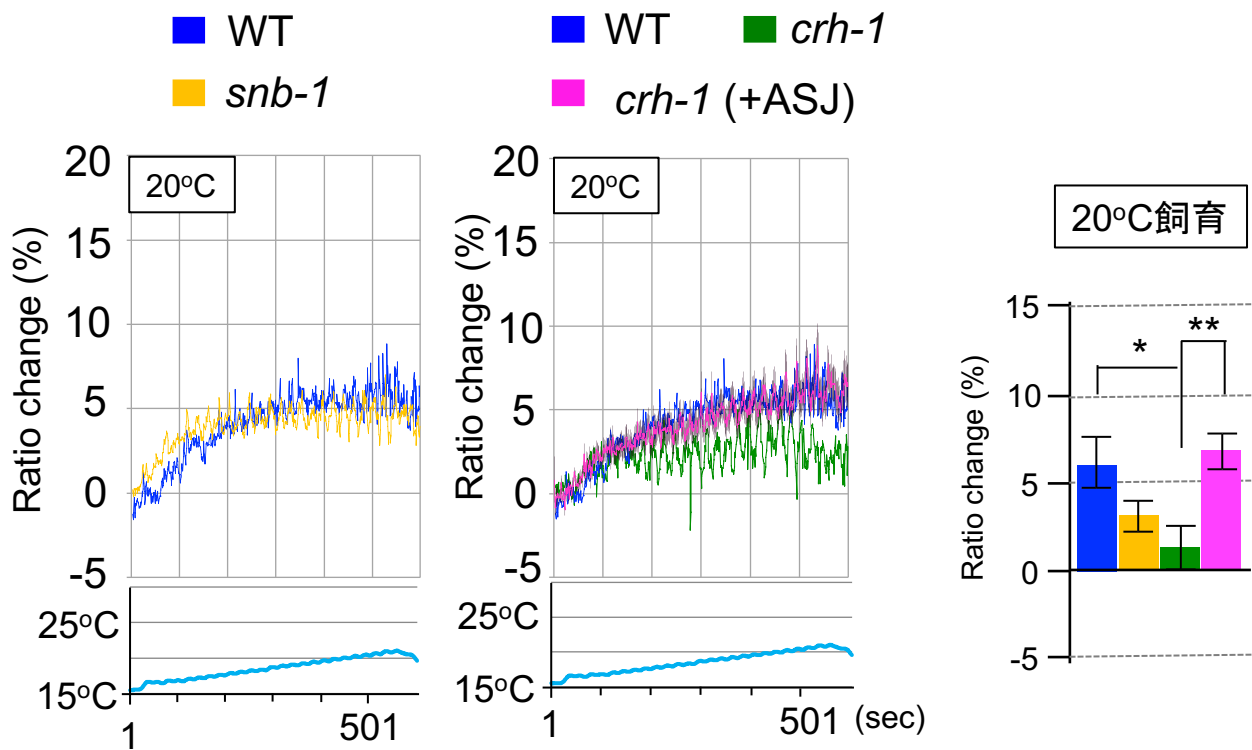 WT
snb-1
WT
crh-1
crh-1 (+ASJ)
Ratio change (%)
20
15
10
5
0
-5
20°C
25°C
15°C
1
501
Ratio change (%)
20
15
10
5
0
-5
20°C
25°C
15°C
1
501
(sec)
20°C飼育
Ratio change (%)
15
10
5
0
-5
*
**